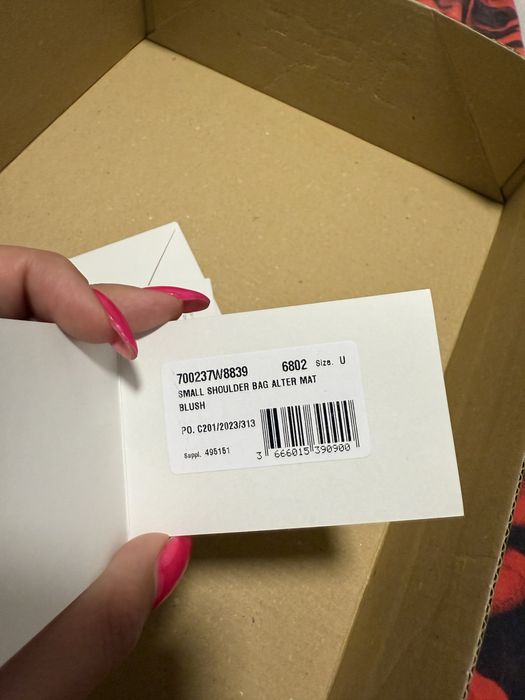 700237W8839 6802 Size. U
SMALL SHOULDER BAG ALTER MAT
BLUSH
PO. C201/2023/313
Suppl. 495151
3 666015 390900